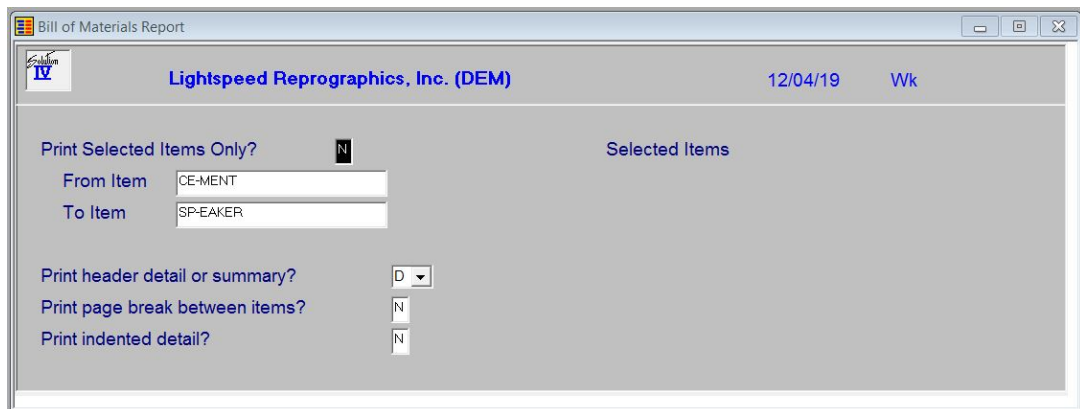 Bill of Materials Report
Solution
IV
Lightspeed Reprographics, Inc. (DEM) 12/04/19 Wk
Print Selected Items Only? N Selected Items
From Item CE-MENT
To Item SP-EAKER
Print header detail or summary? D
Print page break between items? N
Print indented detail? N